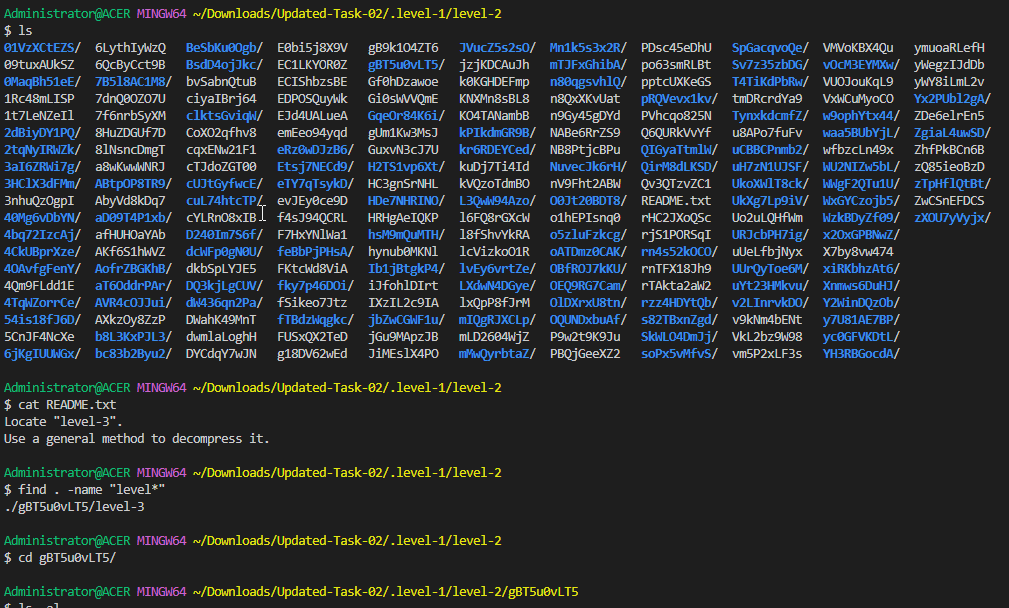 Administrator@ACER MINGW64 ~/Downloads/Updated-Task-02/.level-1/level-2
$ ls
01VzXCtEZS/ 6LythIyWzQ BeSbKu0Ogb/ E0bi5j8X9V gB9k1O4ZT6 JVucZ5s2sO/ Mn1k5s3x2R/ PDsc45eDhU SpGacqvoQe/ VMVoKBX4Qu ymuoaRLefH
09tuxAUkSZ 6QcByCct9B BsdD4ojJkc/ EC1LKYOR0Z gBT5u0vLT5/ jzjKDCAuJh mTJFxGhibA/ po63smRLBt Sv7z35zbDG/ vOcM3EYMXw/ yWegzIJdDb
0MaqBh51eE/ 7B5l8AC1M8/ bvSabnQtuB ECIShbzsBE Gf0hDzawoe k0KGHDEFmp n80qgsvhlQ/ pptcUXKeGS T4TiKdPbRw/ VUOJouKqL9 yWY8iLmL2v
1Rc48mLISP 7dnQ0OZO7U ciyaIBrj64 EDPOSQuyWk Gi0sWVVQmE KNXMn8sBL8 n8QxXKvUat pRQVevx1kv/ tmDRcrdYa9 VxWCuMyoCO Yx2PUbl2gA/
1t7LeNZeIl 7f6nrbSyXM clktsGviqW/ EJd4UALueA GqeOr84K6i/ KO4TANambB n9Gy45gDYd PVhcqo825N TynxkdcmfZ/ w9ophYtx44/ ZDe6elrEn5
2dBiyDY1PQ/ 8HuZDGUf7D CoXO2qfhv8 emEeo94yqd gUm1Kw3MsJ kPIkdmGR9B/ NABe6RrZS9 Q6QURkVvYf u8APo7fuFv waa5BUbYjL/ ZgiaL4uwSD/
2tqNyIRWZk/ 8lNsncDmgT cqxENw21F1 eRz0wDJzB6/ GuxvN3cJ7U kr6RDEYCed/ NB8PtjcBPu QIGyaTtmlW/ uCBBCPnmb2/ wfbzcLn49x ZhfPkBCn6B
3aI6ZRWi7g/ a8wKwwWNRJ cTJdoZGT00 Etsj7NECd9/ H2TS1vp6Xt/ kuDj7Ti4Id NuvecJk6rH/ QirM8dLKSD/ uH7zN1UJSF/ WU2NIZw5bL/ zQ85ieoBzD
3HClX3dFMm/ ABtpOP8TR9/ cUJtGyfwcE/ eTY7qTsykD/ HC3gnSrNHL kVQzoTdmBO nV9Fht2ABW Qv3QTzvZC1 UkoXWlT8ck/ WWgF2QTu1U/ zTpHflQtBt/
3nhuQzOgpI AbyVd8kDq7 cuL74htcTP/ evJEy0ce9D HDe7NHRINO/ L3QwW94Azo/ O0Jt20BDT8/ README.txt UkXg7Lp9iV/ WxGYCzojb5/ ZwCSnEFDCS
40Mg6vDbYN/ aD09T4P1xb/ cYLRnO8xIB f4sJ94QCRL HRHgAeIQKP l6FQ8rGXcW o1hEPIsnq0 rHC2JXoQSc Uo2uLQHfWm WzkBDyZf09/ zXOU7yVyjx/
4bq72IzcAj/ afHUHOaYAb D240Im7S6f/ F7HxYNlWa1 hsM9mQuMTH/ l8fShvYkRA o5zluFzkcg/ rjS1PORSqI URJcbPH7ig/ x2OxGPBNwZ/
4CkUBprXze/ AKf6S1hWVZ dcWFp0gN0U/ feBbPjPHsA/ hynub0MKNl lcVizkoO1R oATDmz0CAK/ rn4s52kOCO/ uUeLfbjNyx X7by8vw474
4OAvfgFenY/ AofrZBGKhB/ dkbSpLYJE5 FKtcWd8ViA Ib1jBtgkP4/ lvEy6vrtZe/ OBfROJ7kKU/ rnTFX18Jh9 UUrQyToe6M/ xiRKbhzAt6/
4Qm9FLdd1E aT6OddrPAr/ DQ3kjLgCUV/ fky7p46DOi/ iJfohlDIrt LXdwN4DGye/ OEQ9RG7Cam/ rTAkta2aW2 uYt23HMkvu/ Xnmws6DuHJ/
4TqWZorrCe/ AVR4cOJJui/ dW436qn2Pa/ fSikeo7Jtz IXzIL2c9IA lxQpP8fJrM OlDXrxU8tn/ rzz4HDYtQb/ v2LInrvkDO/ Y2WinDQzOb/
54is18fJ6D/ AXkzOy8ZzP DWahK49MnT fTBdzWqgkc/ jbZwCGWF1u/ mIQgRJXCLp/ OQUNDxbuAf/ s82TBxnZgd/ v9kNm4bENt y7U81AE7BP/
5CnJF4NcXe b8L3KxPJL3/ dwmlaLoghH FUSxQX2TeD jGu9MApzJB mLD2604WjZ P9w2t9K9Ju SkWLO4DmJj/ VkL2bz9W98 yc0GFVKDtL/
6jKgIUUWGx/ bc83b2Byu2/ DYCdqY7wJN g18DV62wEd JiMEslX4PO mMwQyrbtaZ/ PBQjGeeXZ2 soPx5vMfvS/ vm5P2xLF3s YH3RBGocdA/
Administrator@ACER MINGW64 ~/Downloads/Updated-Task-02/.level-1/level-2
$ cat README.txt
Locate "level-3".
Use a general method to decompress it.
Administrator@ACER MINGW64 ~/Downloads/Updated-Task-02/.level-1/level-2
$ find . -name "level*"
./gBT5u0vLT5/level-3
Administrator@ACER MINGW64 ~/Downloads/Updated-Task-02/.level-1/level-2
$ cd gBT5u0vLT5/
Administrator@ACER MINGW64 ~/Downloads/Updated-Task-02/.level-1/level-2/gBT5u0vLT5